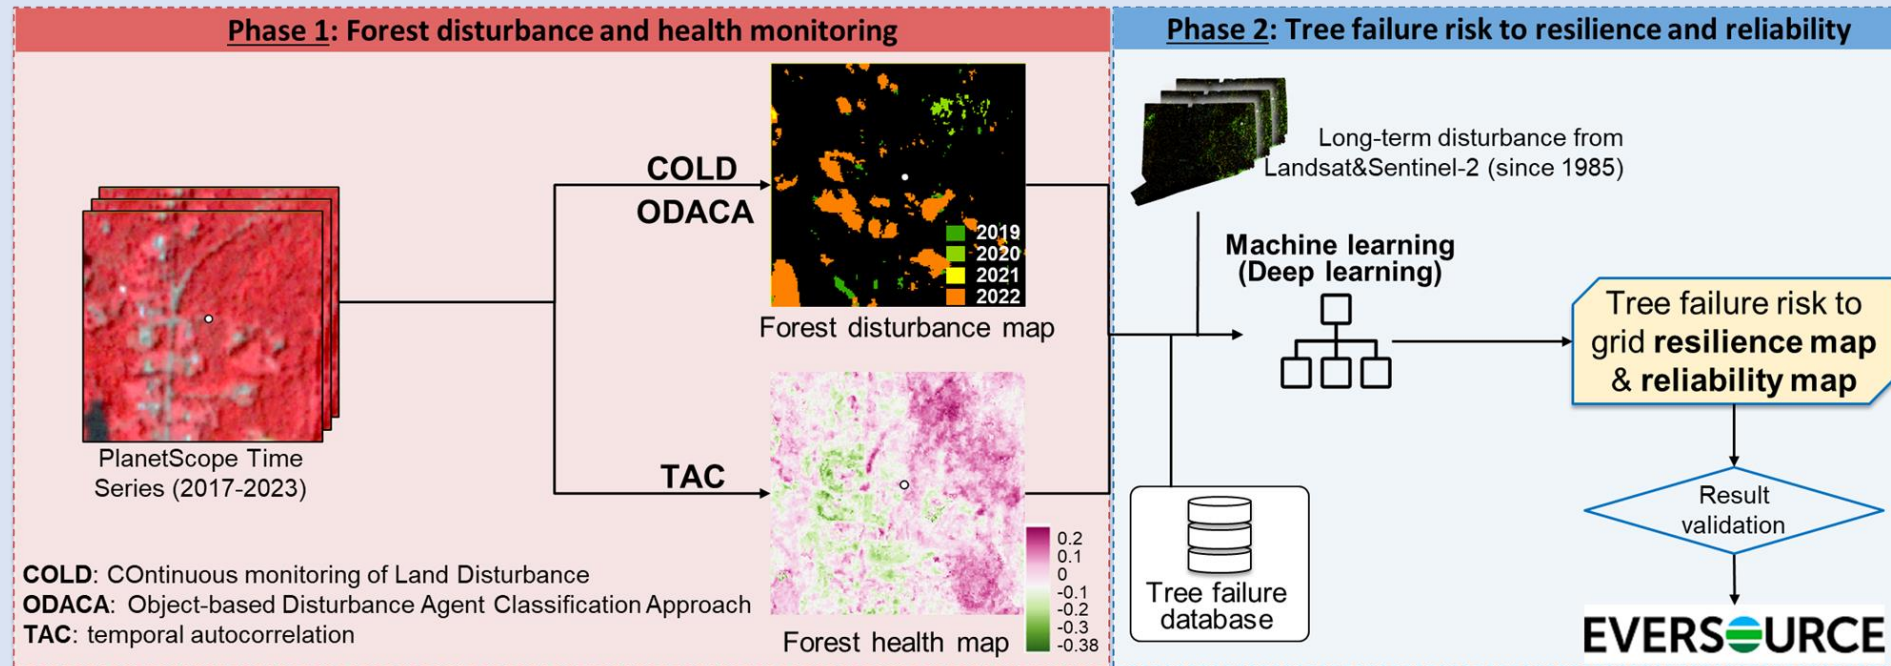 Phase 1: Forest disturbance and health monitoring
COLD
ODACA
2019
2020
2021
2022
Forest disturbance map
PlanetScope Time
Series (2017-2023)
TAC
0.2
0.1
0
-0.1
-0.2
-0.3
-0.38
Forest health map
COLD: COntinuous monitoring of Land Disturbance
ODACA: Object-based Disturbance Agent Classification Approach
TAC: temporal autocorrelation
Phase 2: Tree failure risk to resilience and reliability
Long-term disturbance from
Landsat&Sentinel-2 (since 1985)
Machine learning
(Deep learning)
Tree failure
database
Tree failure risk to
grid resilience map
& reliability map
Result
validation
EVERSOURCE